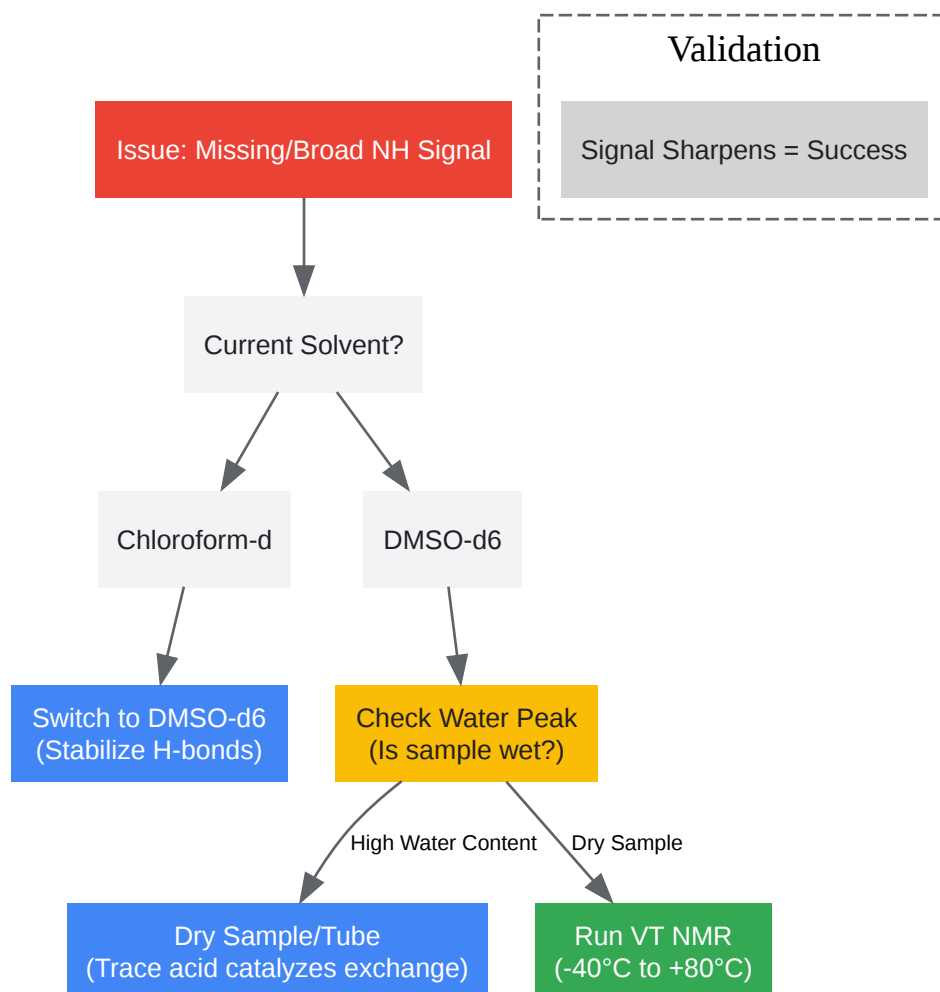 Validation
Issue: Missing/Broad NH Signal
Signal Sharpens = Success
Current Solvent?
Chloroform-d
DMSO-d6
Switch to DMSO-d6
(Stabilize H-bonds)
Check Water Peak
(Is sample wet?)
High Water Content
Dry Sample
Dry Sample/Tube
(Trace acid catalyzes exchange)
Run VT NMR
(-40°C to +80°C)